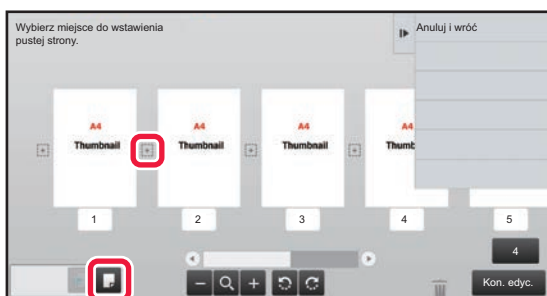 Wybierz miejsce do wstawienia
pustej strony.
Anuluj i wróć
A4
Thumbnail
A4
Thumbnail
A4
Thumbnail
A4
Thumb
1
2
3
4
5
4
Kon. edyc.